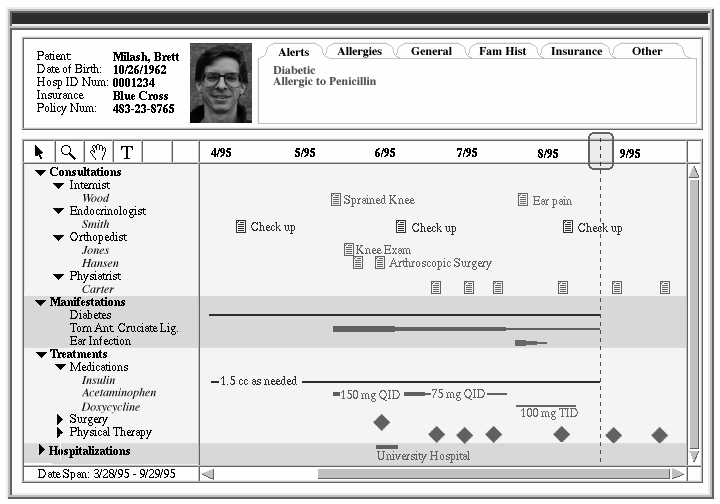 Patient: Milash, Brett
Date of Birth: 10/26/1962
Hosp ID Num: 0001234
Insurance Blue Cross
Policy Num: 483-23-8765
Alerts Allergies General Fam Hist Insurance Other
Diabetic
Allergic to Penicillin
T 4/95 5/95 6/95 7/95 8/95 9/95
Consultations
Internist
Wood Sprained Knee Ear pain
Endocrinologist
Smith Check up Check up Check up
Orthopedist
Jones Knee Exam
Hansen Arthroscopic Surgery
Physiatrist
Carter
Manifestations
Diabetes
Torn Ant. Cruciate Lig.
Ear Infection
Treatments
Medications
Insulin 1.5 cc as needed
Acetaminophen 150 mg QID 75 mg QID
Doxycycline 100 mg TID
Surgery
Physical Therapy
Hospitalizations University Hospital
Date Span: 3/28/95 - 9/29/95